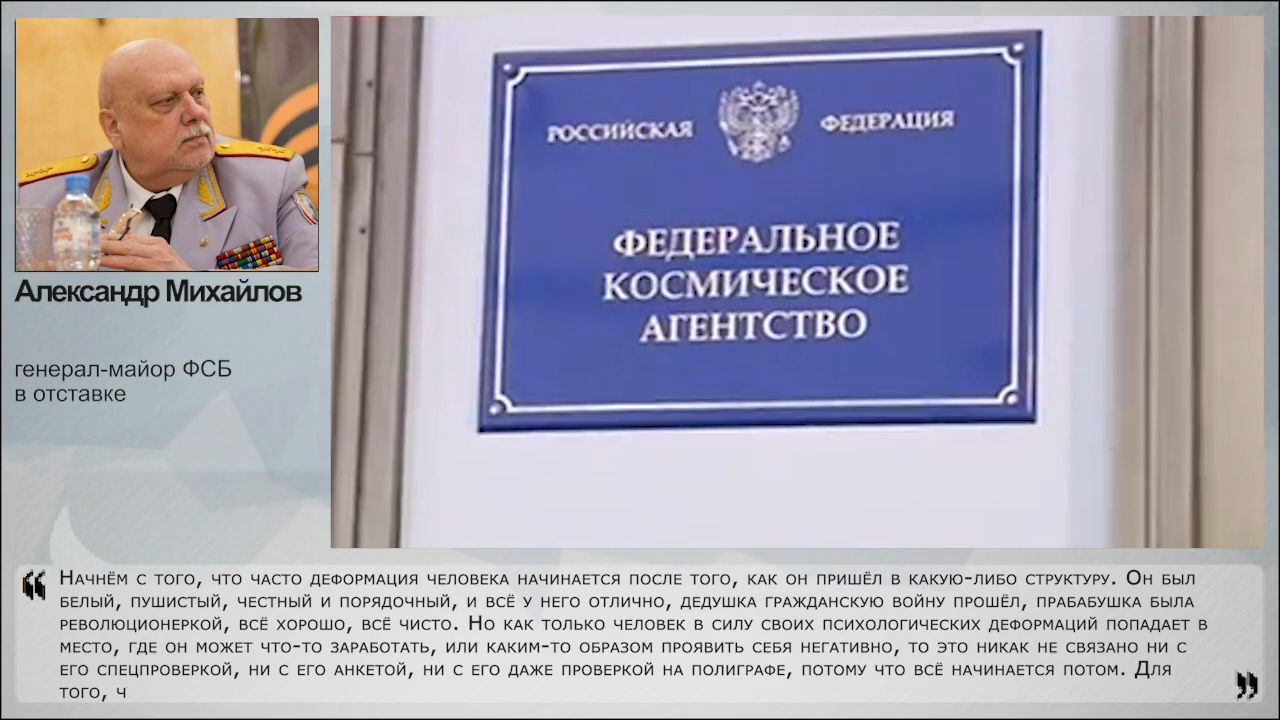 Александр Михайлов
генерал-майор ФСБ
в отставке
РОССИЙСКАЯ ФЕДЕРАЦИЯ
ФЕДЕРАЛЬНОЕ
КОСМИЧЕСКОЕ
АГЕНТСТВО
“ Начнём с того, что часто деформация человека начинается после того, как он пришёл в какую-либо структуру. Он был
белый, пушистый, честный и порядочный, и всё у него отлично, дедушка гражданскую войну прошёл, прабабушка была
революционеркой, всё хорошо, всё чисто. Но как только человек в силу своих психологических деформаций попадает в
место, где он может что-то заработать, или каким-то образом проявить себя негативно, то это никак не связано ни с
его спецпроверкой, ни с его анкетой, ни с его даже проверкой на полиграфе, потому что всё начинается потом. Для
того, ч ”